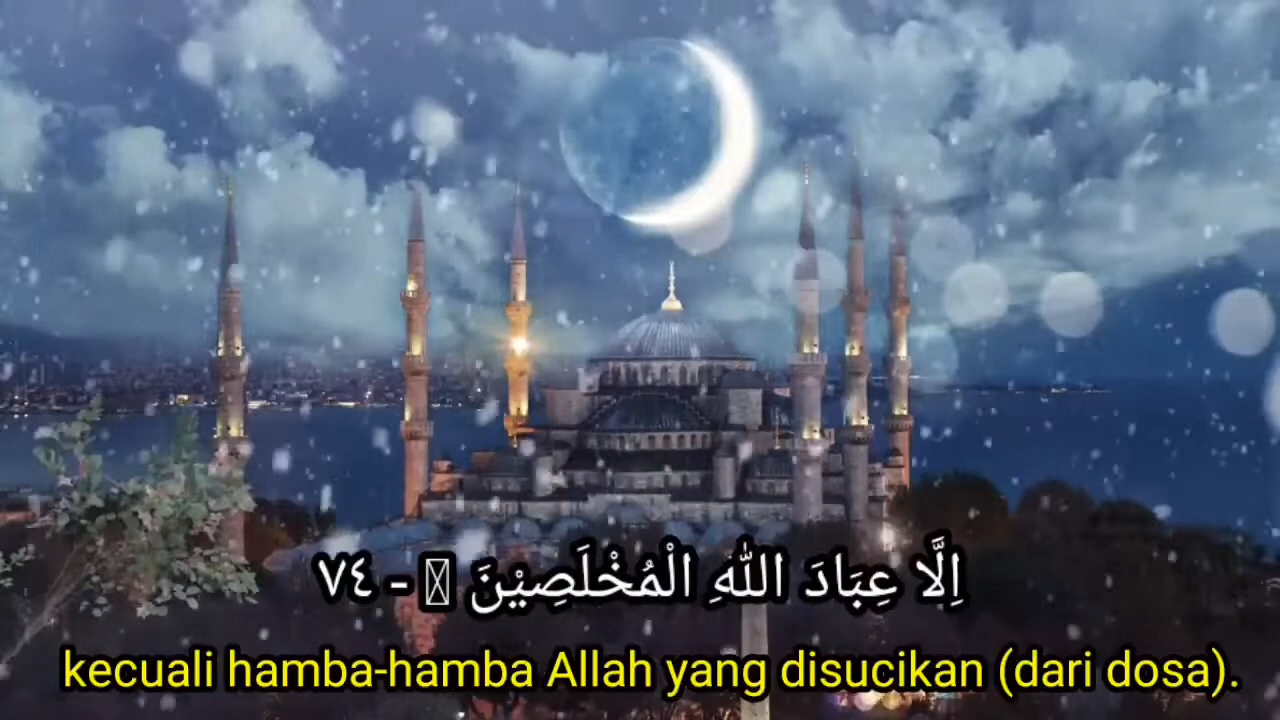 اِلَّا عِبَادَ اللّٰهِ الْمُخْلَصِيْنَ - ٧٤
kecuali hamba-hamba Allah yang disucikan (dari dosa).